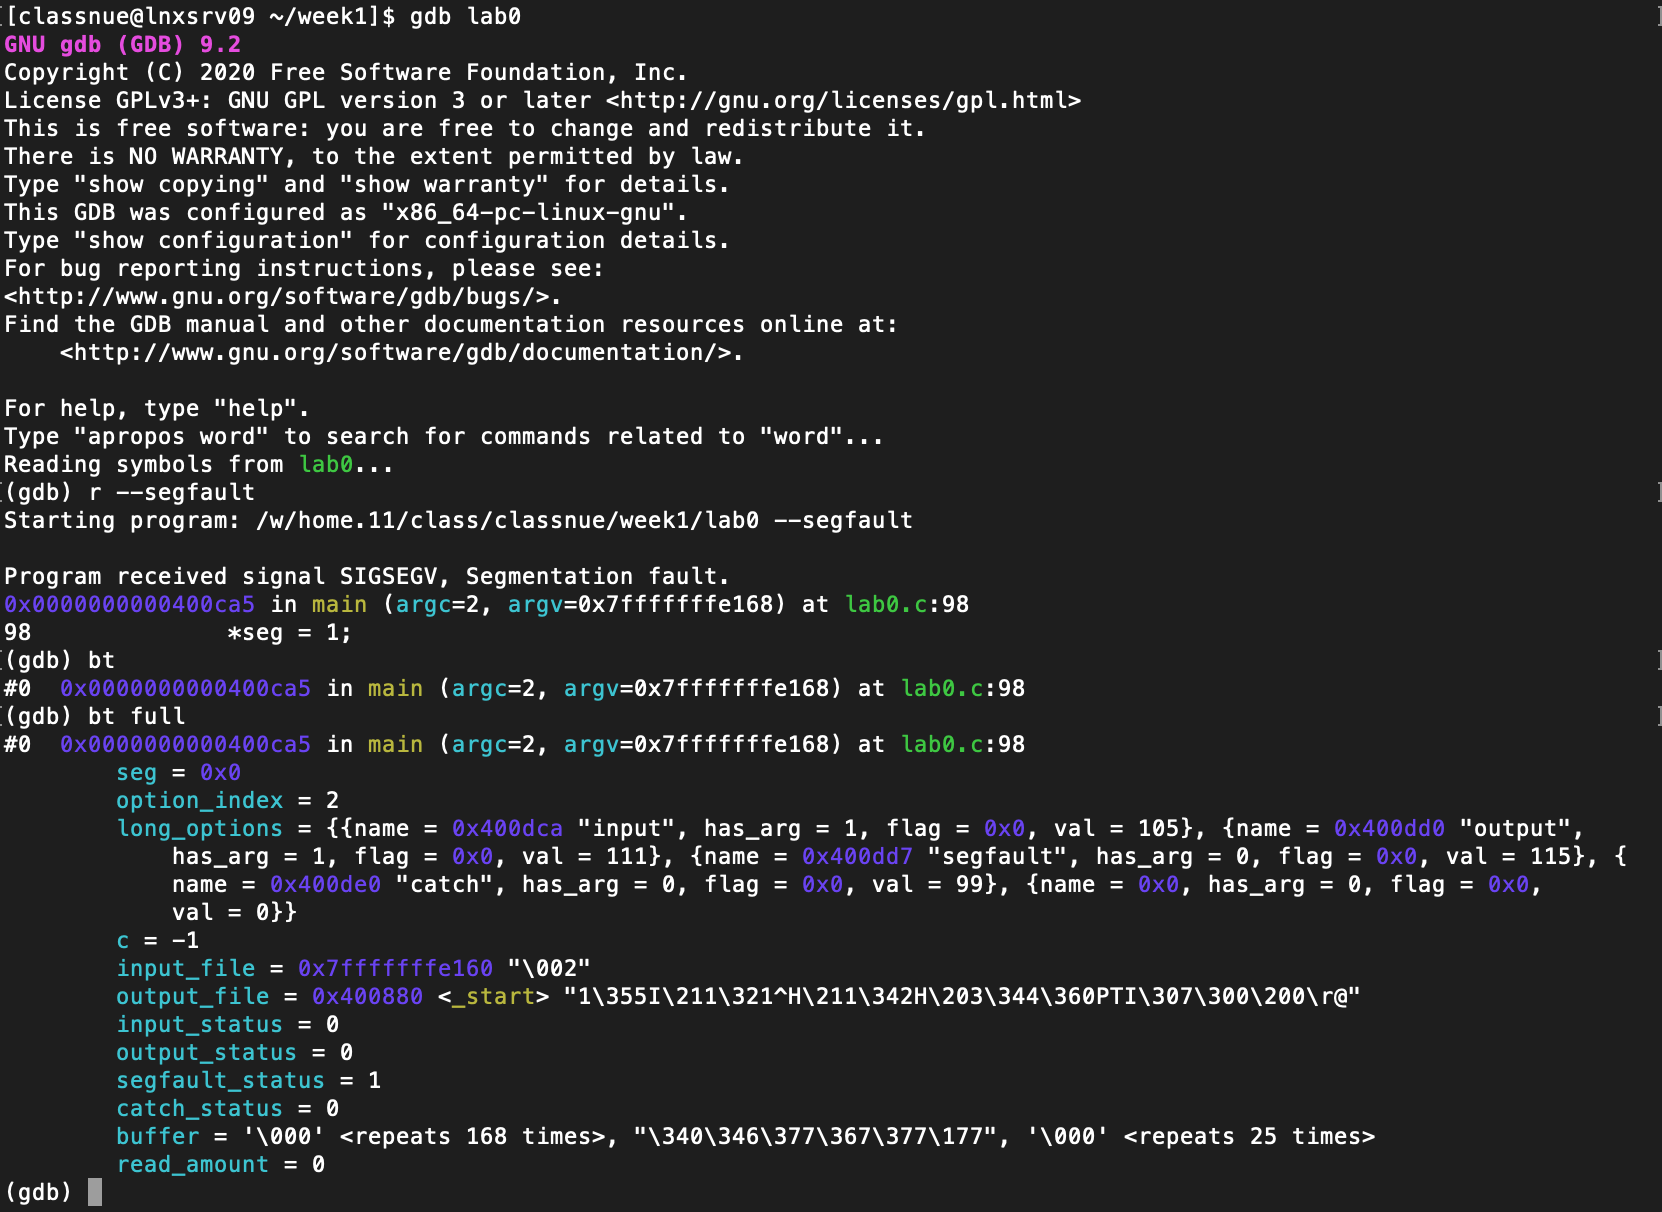 [classnue@lnxsrv09 ~/week1]$ gdb lab0
GNU gdb (GDB) 9.2
Copyright (C) 2020 Free Software Foundation, Inc.
License GPLv3+: GNU GPL version 3 or later <http://gnu.org/licenses/gpl.html>
This is free software: you are free to change and redistribute it.
There is NO WARRANTY, to the extent permitted by law.
Type "show copying" and "show warranty" for details.
This GDB was configured as "x86_64-pc-linux-gnu".
Type "show configuration" for configuration details.
For bug reporting instructions, please see:
<http://www.gnu.org/software/gdb/bugs/>.
Find the GDB manual and other documentation resources online at:
    <http://www.gnu.org/software/gdb/documentation/>.

For help, type "help".
Type "apropos word" to search for commands related to "word"...
Reading symbols from lab0...
(gdb) r --segfault
Starting program: /w/home.11/class/classnue/week1/lab0 --segfault

Program received signal SIGSEGV, Segmentation fault.
0x0000000000400ca5 in main (argc=2, argv=0x7fffffffe168) at lab0.c:98
98              *seg = 1;
(gdb) bt
#0  0x0000000000400ca5 in main (argc=2, argv=0x7fffffffe168) at lab0.c:98
(gdb) bt full
#0  0x0000000000400ca5 in main (argc=2, argv=0x7fffffffe168) at lab0.c:98
        seg = 0x0
        option_index = 2
        long_options = {{name = 0x400dca "input", has_arg = 1, flag = 0x0, val = 105}, {name = 0x400dd0 "output",
            has_arg = 1, flag = 0x0, val = 111}, {name = 0x400dd7 "segfault", has_arg = 0, flag = 0x0, val = 115}, {
            name = 0x400de0 "catch", has_arg = 0, flag = 0x0, val = 99}, {name = 0x0, has_arg = 0, flag = 0x0,
            val = 0}}
        c = -1
        input_file = 0x7fffffffe160 "\002"
        output_file = 0x400880 <_start> "1\355I\211\321^H\211\342H\203\344\360PTI\307\300\200\r@"
        input_status = 0
        output_status = 0
        segfault_status = 1
        catch_status = 0
        buffer = '\000' <repeats 168 times>, "\340\346\377\367\377\177", '\000' <repeats 25 times>
        read_amount = 0
(gdb)